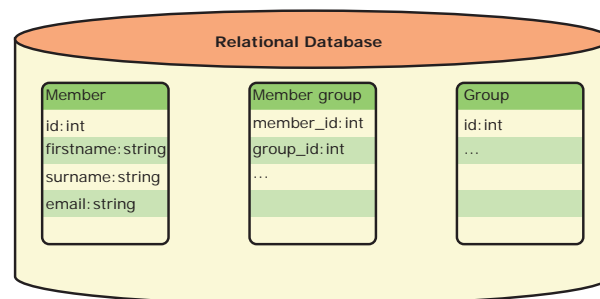 Relational Database
Member
id:int
firstname:string
surname:string
email:string
Member group
member_id:int
group_id:int
...
Group
id:int
...